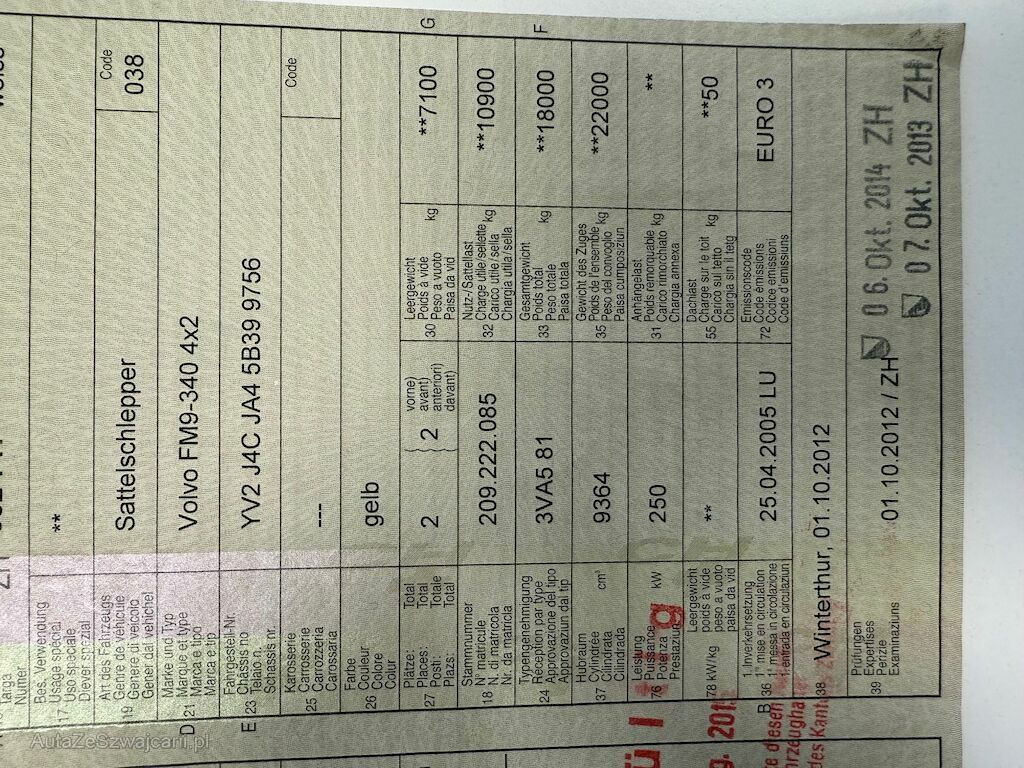 Targa
Numer
17
Bes. Verwendung
Usage spécial
Uso speciale
Diever spezial
**
19
Art des Fahrzeugs
Genre de véhicule
Genere di veicolo
Gener dal vehichel
Sattelschlepper
Code
038
D 21
Marke und Typ
Marque et type
Marca e tipo
Marca e tip
Volvo FM9-340 4x2
E 23
Fahrgestell-Nr.
Châssis no
Telaio n.
Schassis nr.
YV2 J4C JA4 5B39 9756
25
Karosserie
Carrosserie
Carrozzeria
Carossaria
---
Code
26
Farbe
Couleur
Colore
Colur
gelb
27
Plätze: Total
Places: Total
Posti: Totale
Plazs: Total
2
2
vorne)
avant)
anteriori)
davant)
30
Leergewicht
Poids à vide
Peso a vuoto
Paisa da vid
kg
**7100
G
18
Stammnummer
N° matricule
N. di matricola
Nr. da matricla
209.222.085
32
Nutz-/Sattellast
Charge utile/sellette
Carico utile/sella
Chargia utila/sella
kg
**10900
24
Typengenehmigung
Réception par type
Approvazione del tipo
Approvaziun dal tip
3VA5 81
33
Gesamtgewicht
Poids total
Peso totale
Paisa totala
kg
**18000
F
37
Hubraum
Cylindrée
Cilindrata
Cilindrada
cm³
9364
35
Gewicht des Zuges
Poids de l'ensemble
Peso del convoglio
Paisa cumposiziun
kg
**22000
76
Leistung
Puissance
Potenza
Prestaziun
kW
250
31
Anhängelast
Poids remorquable
Carico rimorchiato
Chargia annexa
kg
**
78 kW/kg
Leergewicht
poids à vide
peso a vuoto
paisa da vid
**
55
Dachlast
Charge sur le toit
Carico sul tetto
Chargia sin il tetg
kg
**50
B 36
1. Inverkehrsetzung
1re mise en circulation
1a messa in circolazione
1. entrada en circulaziun
25.04.2005 LU
72
Emissionscode
Code émissions
Codice emissioni
Code d'emissiuns
EURO 3
38
Winterthur, 01.10.2012
39
Prüfungen
Expertises
Perizie
Examinaziuns
01.10.2012 / ZH
0 6. Okt. 2014 ZH
0 7. Okt. 2013 ZH
AutaZeSzwajcarii.pl